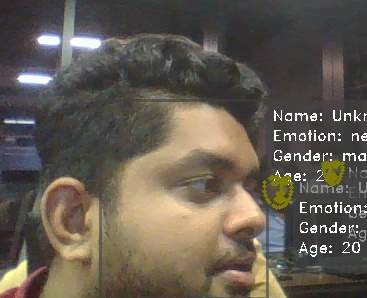 Name: Unkn
Emotion: ne
Gender: ma
Age: 2
Name: U
Emotion:
Gender:
Age: 20